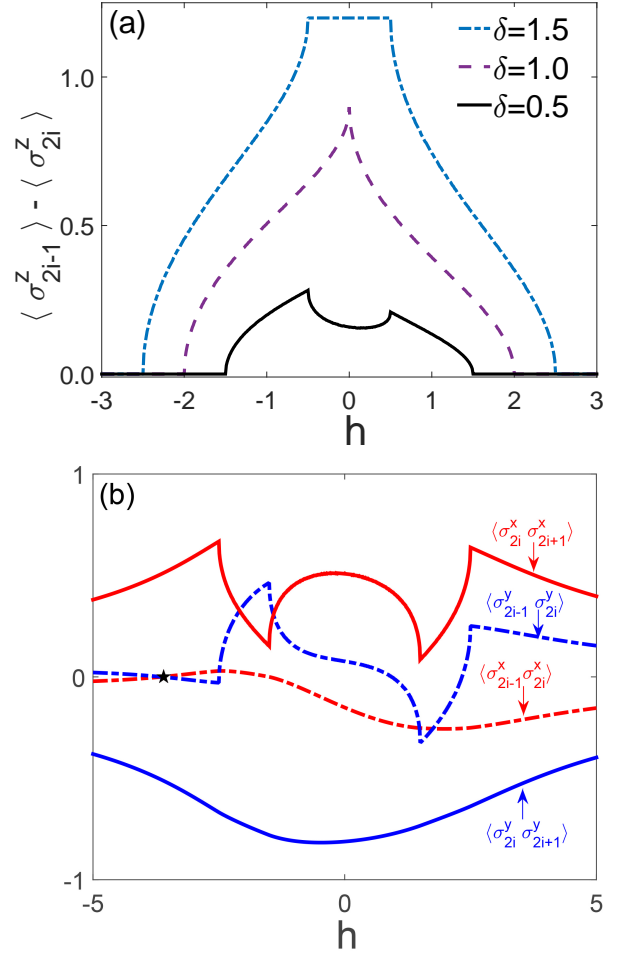 (a)
δ=1.5
δ=1.0
δ=0.5
⟨ σ^z_{2i-1} ⟩ - ⟨ σ^z_{2i} ⟩
1.0
0.5
0.0
-3 -2 -1 0 1 2 3
h
(b)
1
0
-1
⟨σ^x_{2i} σ^x_{2i+1}⟩
⟨σ^y_{2i-1} σ^y_{2i}⟩
⟨σ^x_{2i-1} σ^x_{2i}⟩
⟨σ^y_{2i} σ^y_{2i+1}⟩
-5 0 5
h